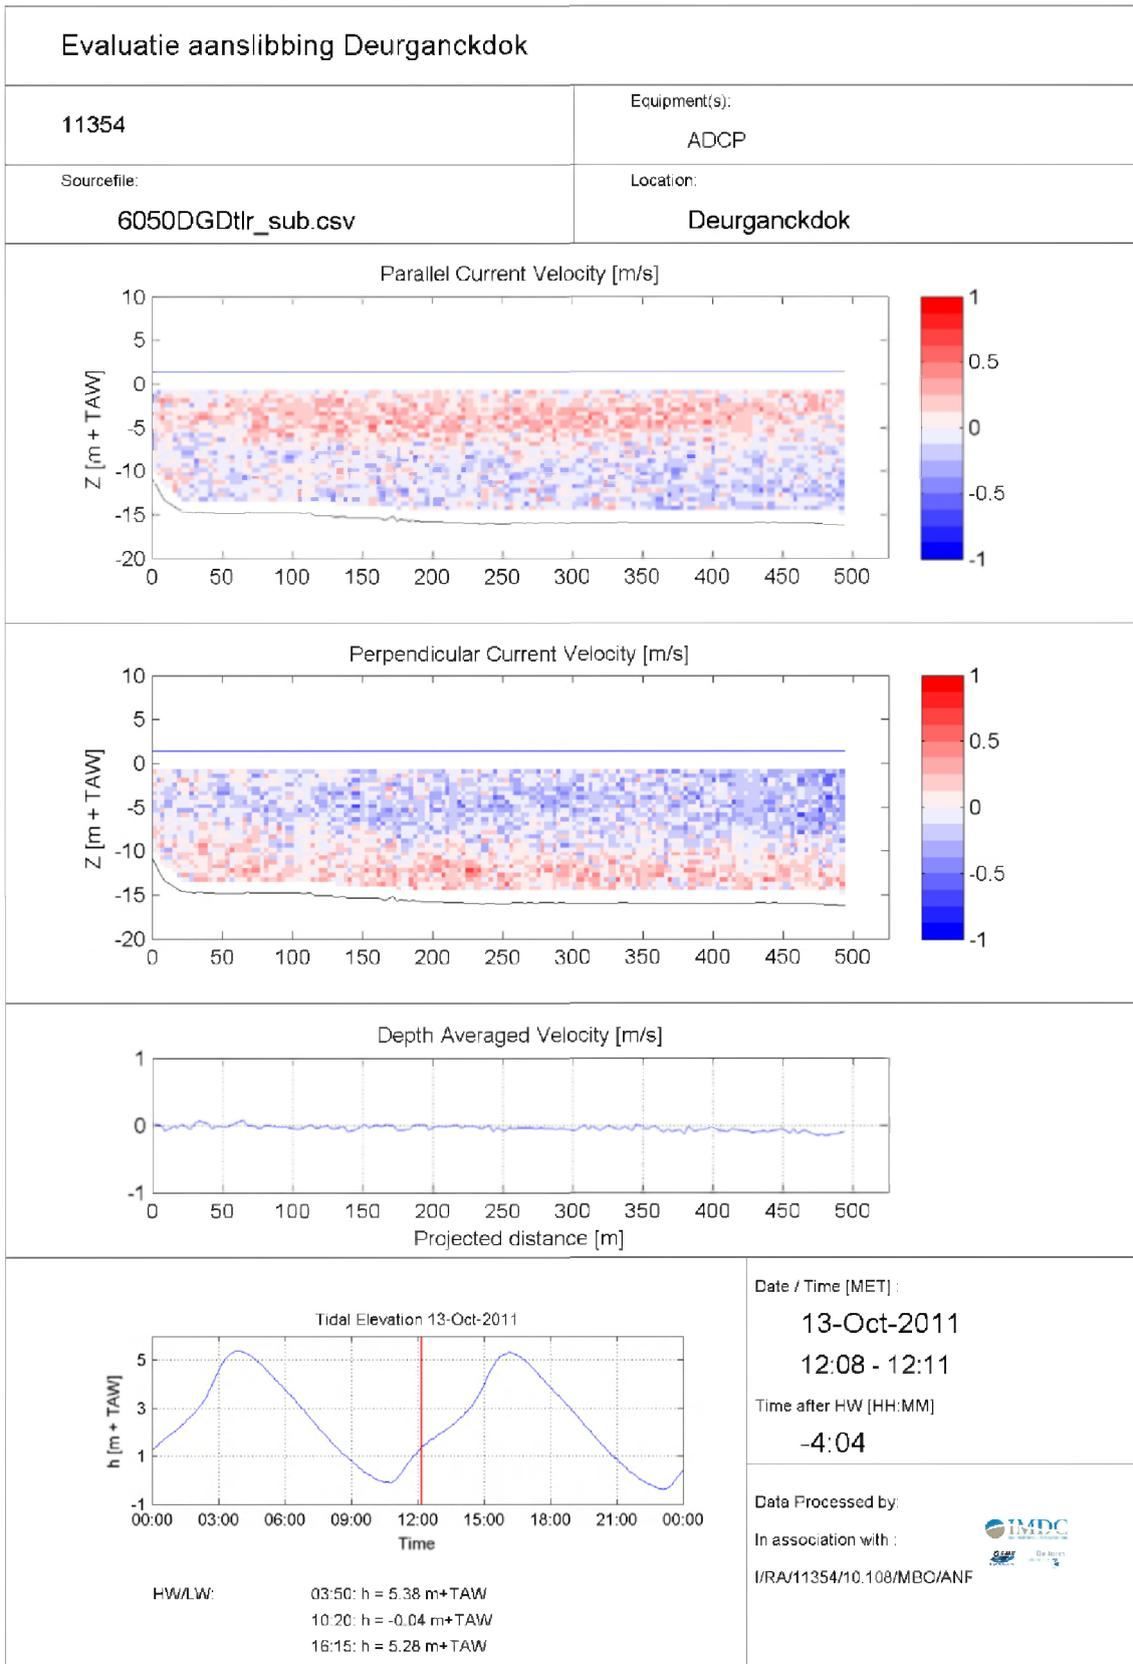 Evaluatie aanslibbing Deurganckdok
11354
Equipment(s):
ADCP
Sourcefile:
6050DGDtlr_sub.csv
Location:
Deurganckdok
Parallel Current Velocity [m/s]
10
5
0
-5
-10
-15
-20
Z [m + TAW]
0 50 100 150 200 250 300 350 400 450 500
1
0.5
0
-0.5
-1
Perpendicular Current Velocity [m/s]
10
5
0
-5
-10
-15
-20
Z [m + TAW]
0 50 100 150 200 250 300 350 400 450 500
1
0.5
0
-0.5
-1
Depth Averaged Velocity [m/s]
1
0
-1
0 50 100 150 200 250 300 350 400 450 500
Projected distance [m]
Tidal Elevation 13-Oct-2011
5
3
1
-1
h [m + TAW]
00:00 03:00 06:00 09:00 12:00 15:00 18:00 21:00 00:00
Time
HW/LW:
03:50: h = 5.38 m+TAW
10:20: h = -0.04 m+TAW
16:15: h = 5.28 m+TAW
Date / Time [MET] :
13-Oct-2011
12:08 - 12:11
Time after HW [HH:MM]
-4:04
Data Processed by:
IMDC
In association with :
I/RA/11354/10.108/MBO/ANF